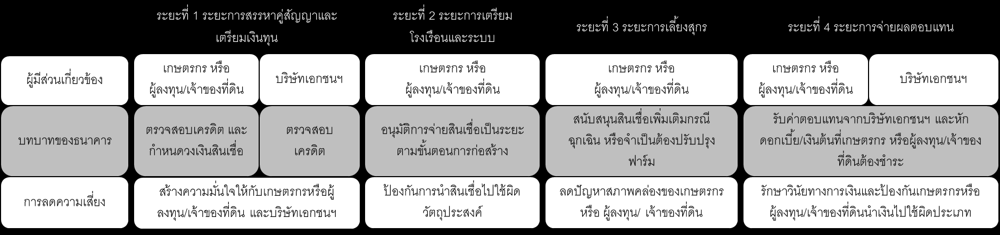 ระยะที่ 1 ระยะการสรรหาคู่สัญญาและ
เตรียมเงินทุน
ระยะที่ 2 ระยะการเตรียม
โรงเรือนและระบบ
ระยะที่ 3 ระยะการเลี้ยงสุกร
ระยะที่ 4 ระยะการจ่ายผลตอบแทน
ผู้มีส่วนเกี่ยวข้อง
เกษตรกร หรือ
ผู้ลงทุน/เจ้าของที่ดิน
บริษัทเอกชนฯ
เกษตรกร หรือ
ผู้ลงทุน/เจ้าของที่ดิน
เกษตรกร หรือ
ผู้ลงทุน/เจ้าของที่ดิน
เกษตรกร หรือ
ผู้ลงทุน/เจ้าของที่ดิน
บริษัทเอกชนฯ
บทบาทของธนาคาร
ตรวจสอบเครดิต และ
กำหนดวงเงินสินเชื่อ
ตรวจสอบ
เครดิต
อนุมัติการจ่ายสินเชื่อเป็นระยะ
ตามขั้นตอนการก่อสร้าง
สนับสนุนสินเชื่อเพิ่มเติมกรณี
ฉุกเฉิน หรือจำเป็นต้องปรับปรุง
ฟาร์ม
รับค่าตอบแทนจากบริษัทเอกชนฯ และหัก
ดอกเบี้ย/เงินต้นที่เกษตรกร หรือผู้ลงทุน/เจ้าของ
ที่ดินต้องชำระ
การลดความเสี่ยง
สร้างความมั่นใจให้กับเกษตรกรหรือผู้
ลงทุน/เจ้าของที่ดิน และบริษัทเอกชนฯ
ป้องกันการนำสินเชื่อไปใช้ผิด
วัตถุประสงค์
ลดปัญหาสภาพคล่องของเกษตรกร
หรือ ผู้ลงทุน/ เจ้าของที่ดิน
รักษาวินัยทางการเงินและป้องกันเกษตรกรหรือ
ผู้ลงทุน/เจ้าของที่ดินนำเงินไปใช้ผิดประเภท